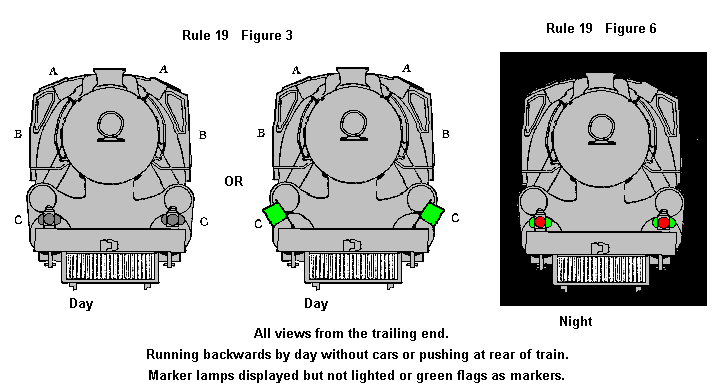 Rule 19 Figure 3
Rule 19 Figure 6
A A A A
B B B B
OR
C C C C
Day Day
Night
All views from the trailing end.
Running backwards by day without cars or pushing at rear of train.
Marker lamps displayed but not lighted or green flags as markers.